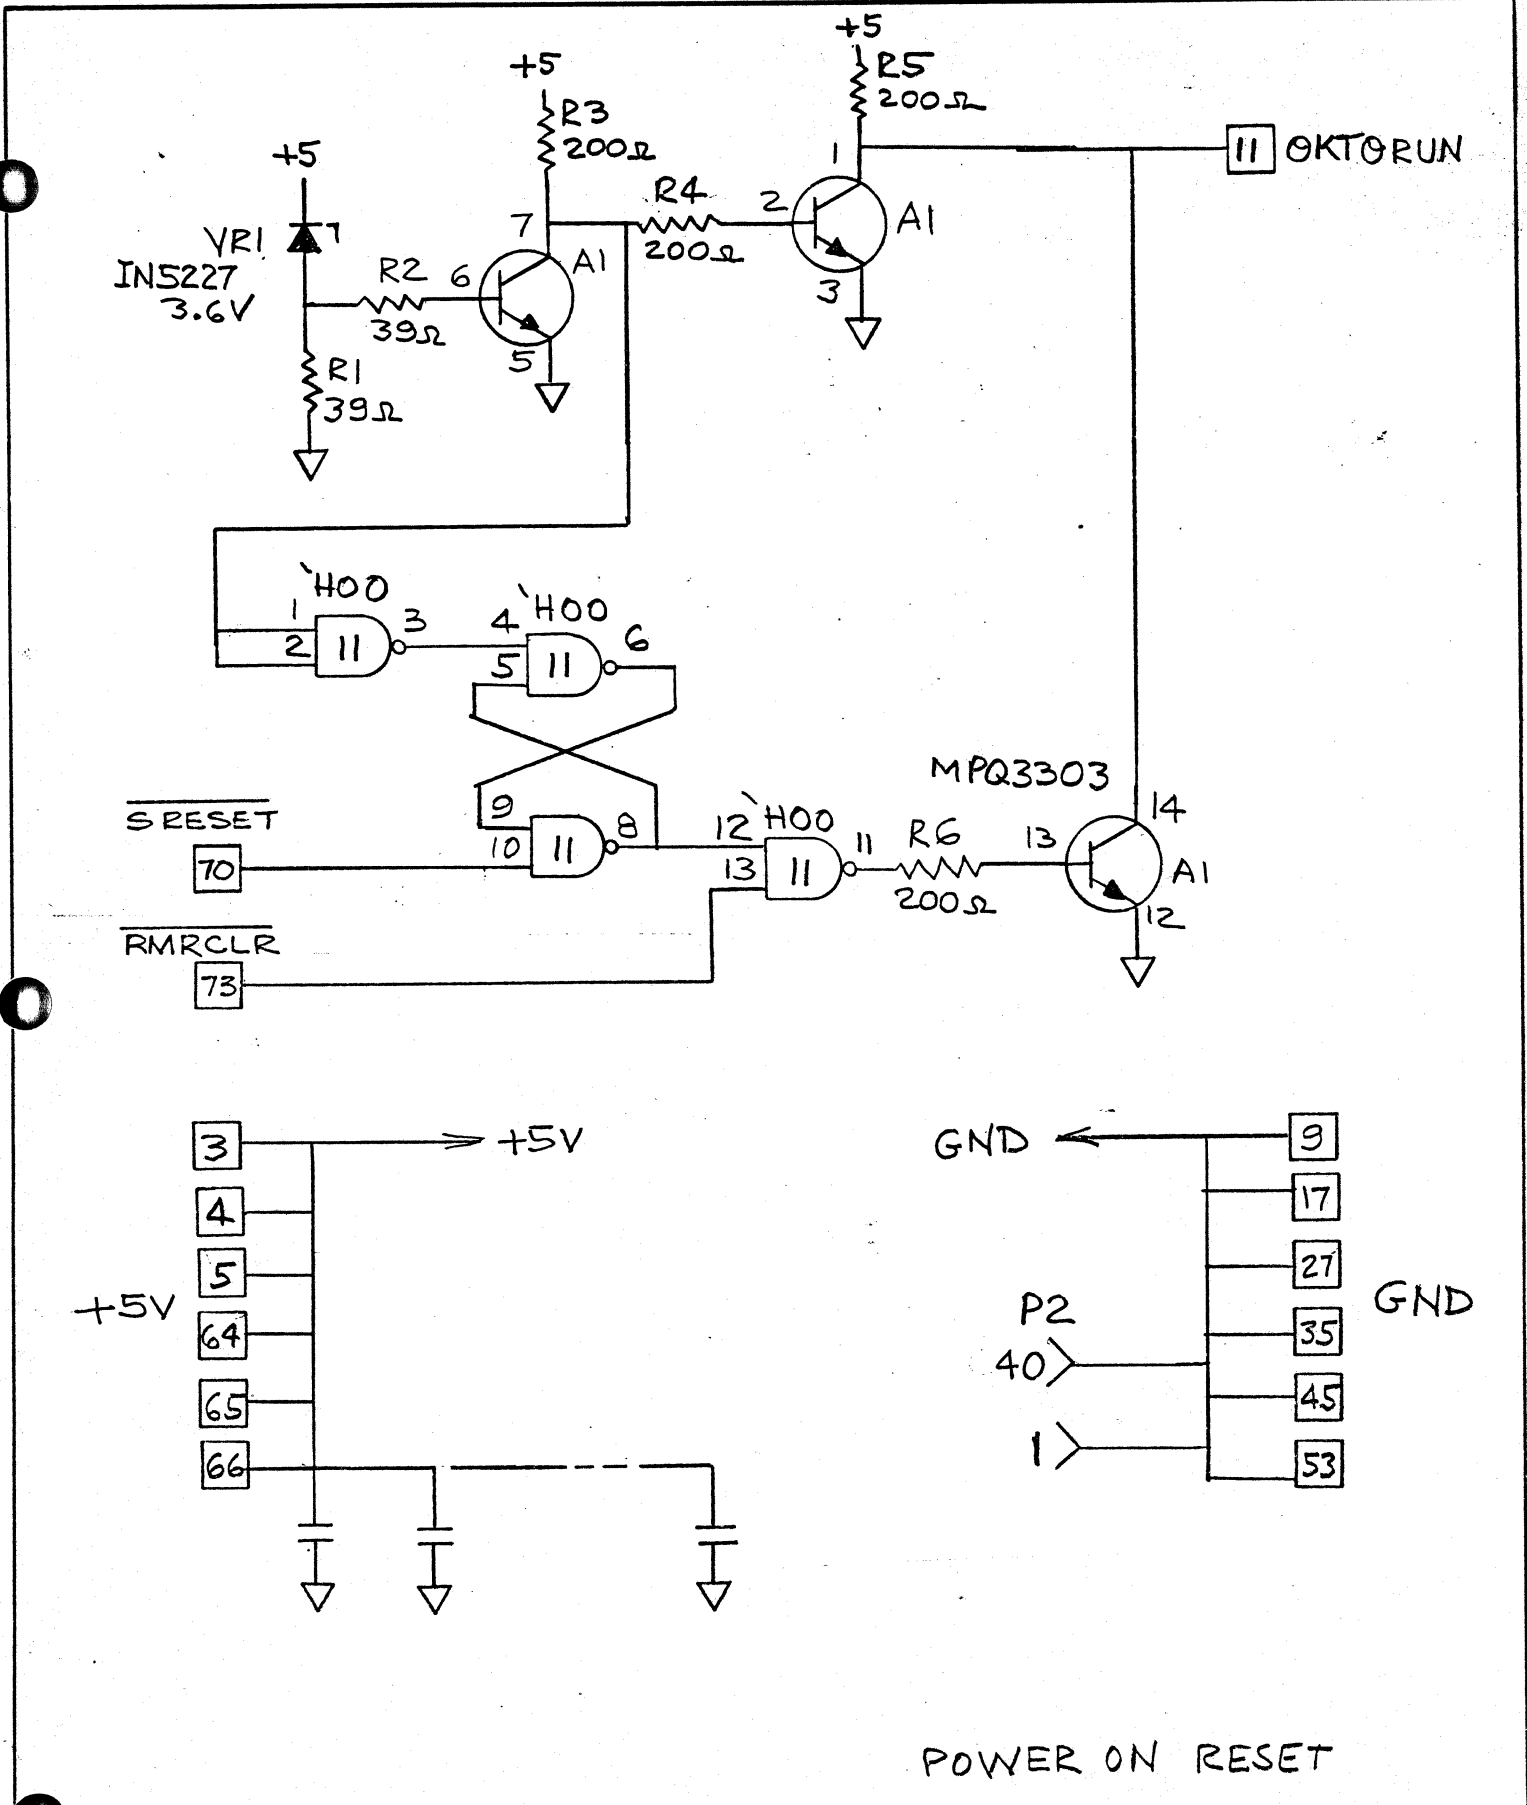 +5
R5
200Ω
+5
R3
200Ω
1
11
OKTORUN
+5
R4
200Ω
2
A1
3
7
VR1
IN5227
3.6V
R2
39Ω
6
A1
5
R1
39Ω
`H00
1
2
11
3
`H00
4
5
11
6
SRESET
70
9
10
11
8
`H00
12
13
11
11
R6
200Ω
MPQ3303
13
14
A1
12
RMRCLR
73
3
+5V
4
5
+5V
64
65
66
GND
9
17
27
P2
GND
35
40
45
1
53
POWER ON RESET